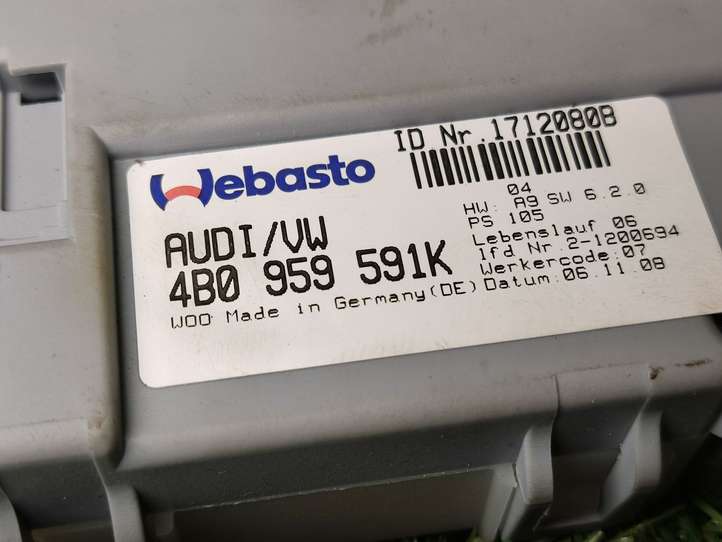 ID Nr.1712080B
Webasto
04
HW: A9 SW 6.2.0
PS 105
AUDI/VW
Lebenslauf 06
lfd Nr.2-1200694
4B0 959 591K
Werkercode:07
W00 Made in Germany(DE)
Datum:06.11.08